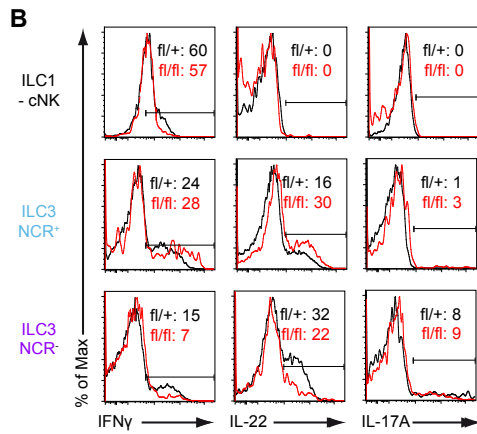 B
ILC1
- cNK
fl/+: 60
fl/fl: 57
fl/+: 0
fl/fl: 0
fl/+: 0
fl/fl: 0
ILC3
NCR⁺
fl/+: 24
fl/fl: 28
fl/+: 16
fl/fl: 30
fl/+: 1
fl/fl: 3
ILC3
NCR⁻
fl/+: 15
fl/fl: 7
fl/+: 32
fl/fl: 22
fl/+: 8
fl/fl: 9
% of Max
IFNγ
IL-22
IL-17A